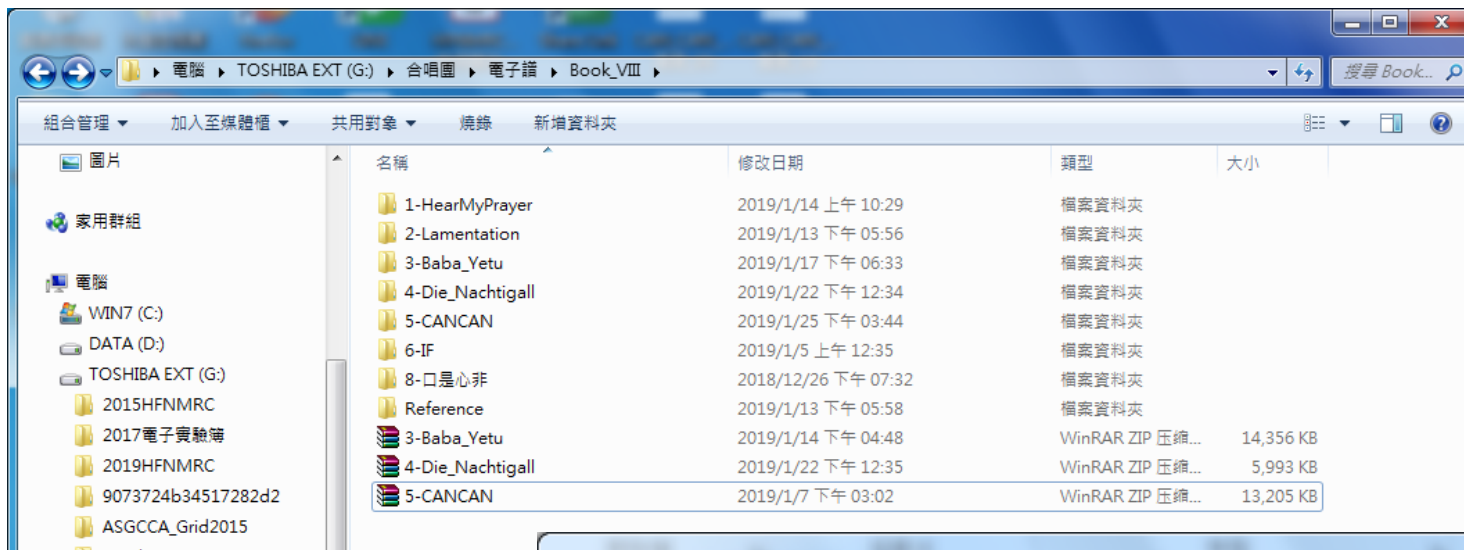 電腦 ▸ TOSHIBA EXT (G:) ▸ 合唱團 ▸ 電子譜 ▸ Book_VIII ▸ 搜尋 Book...
組合管理 加入至媒體櫃 共用對象 燒錄 新增資料夾
圖片
家用群組
電腦
WIN7 (C:)
DATA (D:)
TOSHIBA EXT (G:)
2015HFNMRC
2017電子實驗簿
2019HFNMRC
9073724b34517282d2
ASGCCA_Grid2015
名稱 修改日期 類型 大小
1-HearMyPrayer 2019/1/14 上午 10:29 檔案資料夾
2-Lamentation 2019/1/13 下午 05:56 檔案資料夾
3-Baba_Yetu 2019/1/17 下午 06:33 檔案資料夾
4-Die_Nachtigall 2019/1/22 下午 12:34 檔案資料夾
5-CANCAN 2019/1/25 下午 03:44 檔案資料夾
6-IF 2019/1/5 上午 12:35 檔案資料夾
8-口是心非 2018/12/26 下午 07:32 檔案資料夾
Reference 2019/1/13 下午 05:58 檔案資料夾
3-Baba_Yetu 2019/1/14 下午 04:48 WinRAR ZIP 压缩... 14,356 KB
4-Die_Nachtigall 2019/1/22 下午 12:35 WinRAR ZIP 压缩... 5,993 KB
5-CANCAN 2019/1/7 下午 03:02 WinRAR ZIP 压缩... 13,205 KB